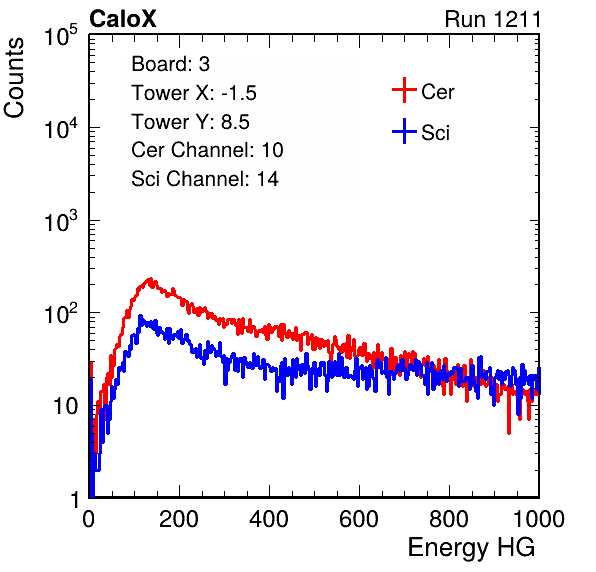 CaloX Run 1211
Counts
Board: 3
Tower X: -1.5
Tower Y: 8.5
Cer Channel: 10
Sci Channel: 14
Cer
Sci
10^5
10^4
10^3
10^2
10
1
0 200 400 600 800 1000
Energy HG